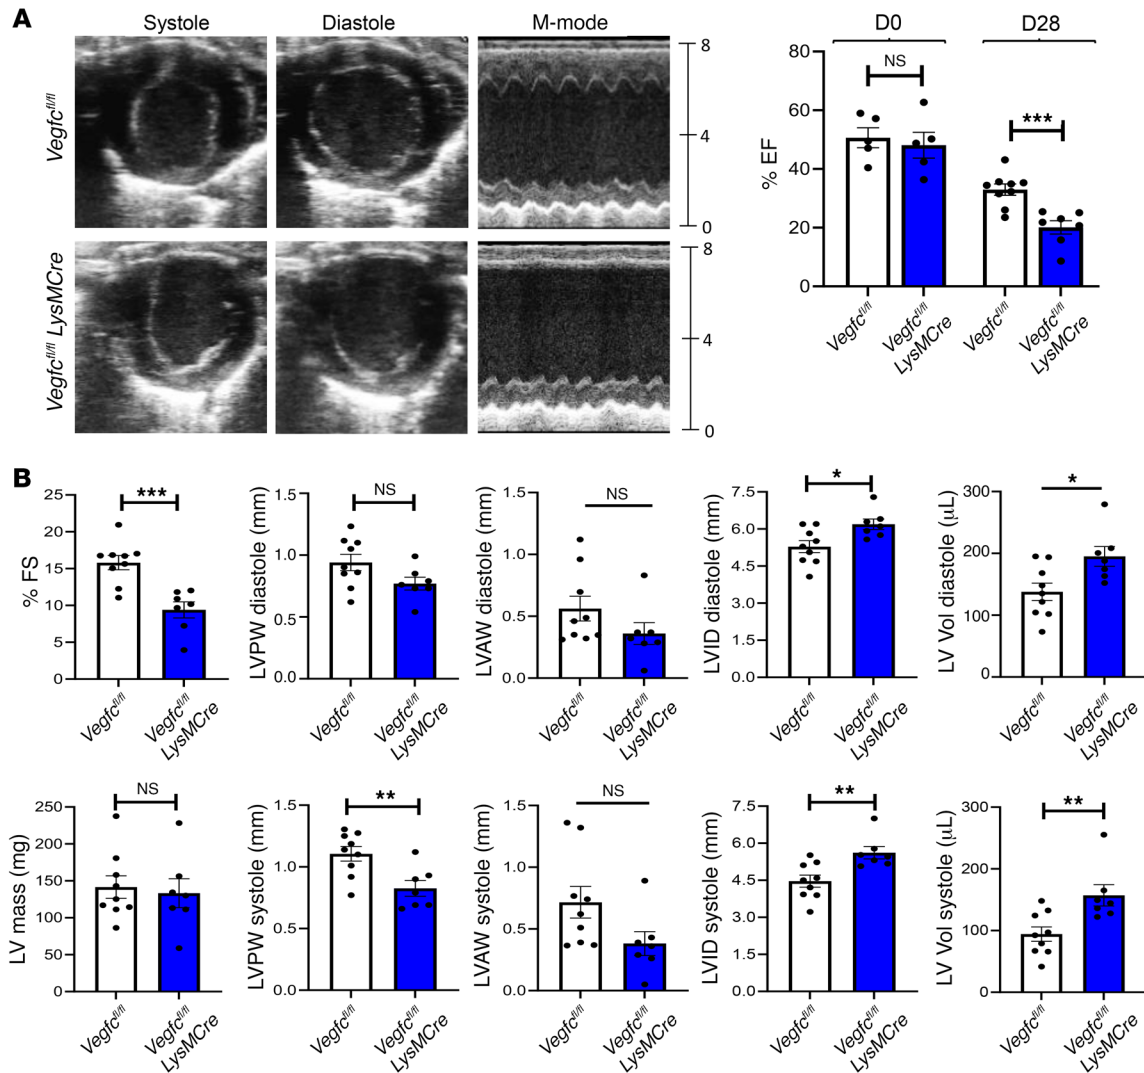 A
Systole
Diastole
M-mode
Vegfc^fl/fl
8
4
0
Vegfc^fl/fl LysMCre
8
4
0
D0
D28
NS
***
% EF
80
60
40
20
0
Vegfc^fl/fl
Vegfc^fl/fl
LysMCre
Vegfc^fl/fl
Vegfc^fl/fl
LysMCre
B
% FS
25
20
15
10
5
0
***
Vegfc^fl/fl
Vegfc^fl/fl
LysMCre
LVPW diastole (mm)
1.5
1.0
0.5
0.0
NS
Vegfc^fl/fl
Vegfc^fl/fl
LysMCre
LVAW diastole (mm)
1.5
1.0
0.5
0.0
NS
Vegfc^fl/fl
Vegfc^fl/fl
LysMCre
LVID diastole (mm)
7.5
6.0
4.5
3.0
1.5
0.0
*
Vegfc^fl/fl
Vegfc^fl/fl
LysMCre
LV Vol diastole (μL)
300
200
100
0
*
Vegfc^fl/fl
Vegfc^fl/fl
LysMCre
LV mass (mg)
250
200
150
100
50
0
NS
Vegfc^fl/fl
Vegfc^fl/fl
LysMCre
LVPW systole (mm)
1.5
1.0
0.5
0.0
**
Vegfc^fl/fl
Vegfc^fl/fl
LysMCre
LVAW systole (mm)
1.5
1.0
0.5
0.0
NS
Vegfc^fl/fl
Vegfc^fl/fl
LysMCre
LVID systole (mm)
7.5
6.0
4.5
3.0
1.5
0.0
**
Vegfc^fl/fl
Vegfc^fl/fl
LysMCre
LV Vol systole (μL)
300
200
100
0
**
Vegfc^fl/fl
Vegfc^fl/fl
LysMCre